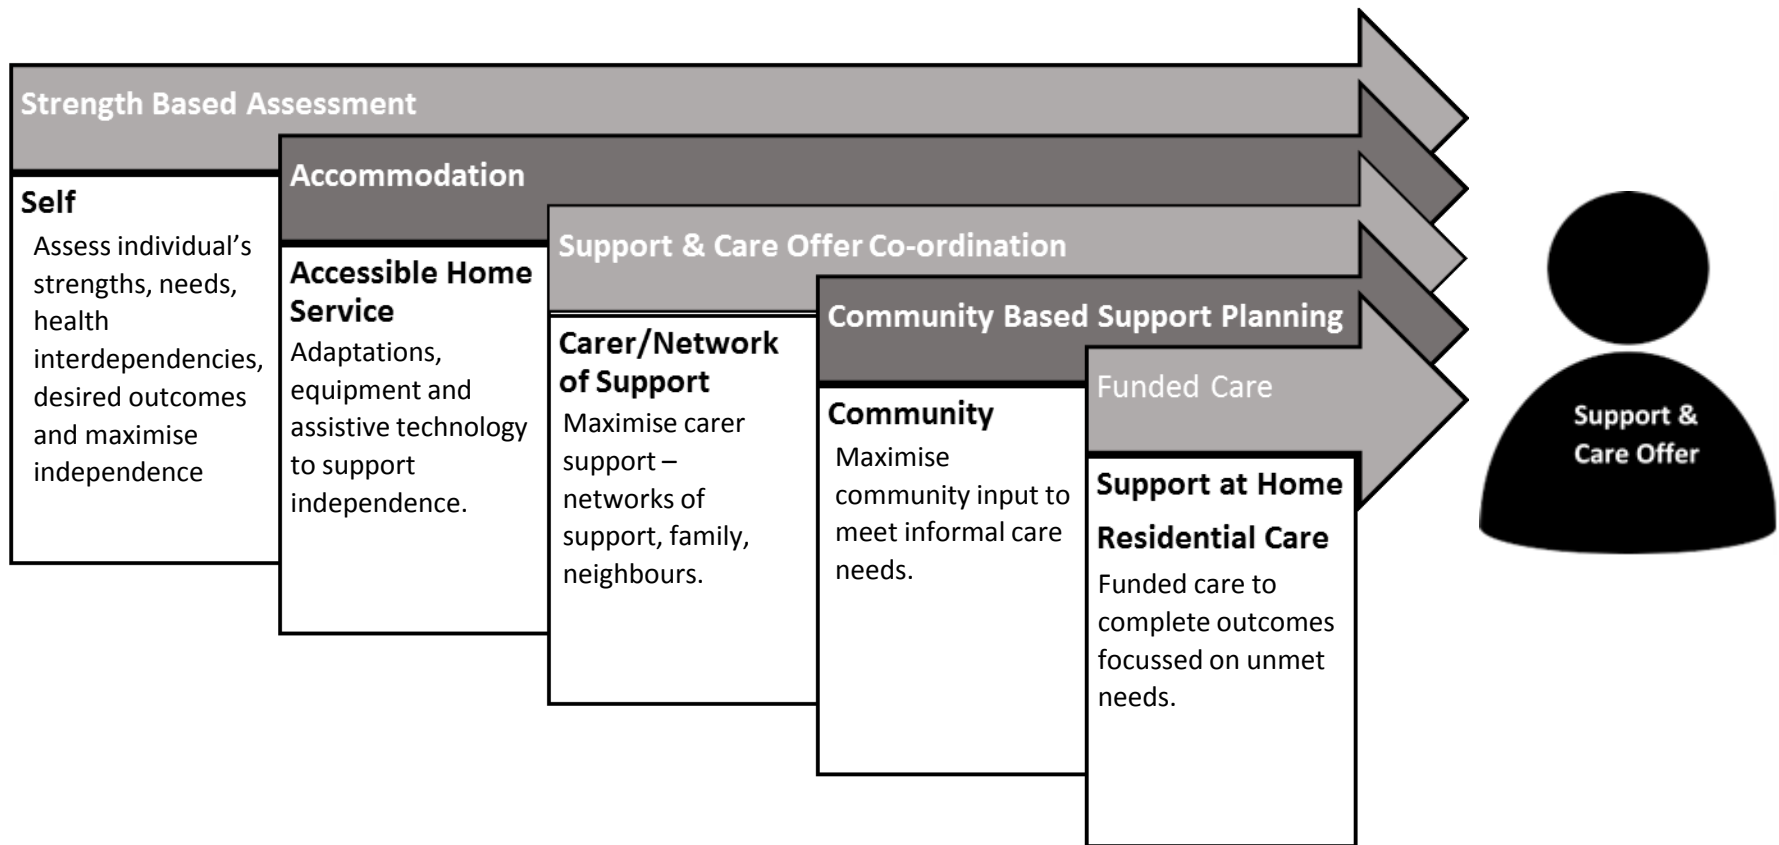 Strength Based Assessment
Self
Assess individual’s
strengths, needs,
health
interdependencies,
desired outcomes
and maximise
independence
Accommodation
Accessible Home
Service
Adaptations,
equipment and
assistive technology
to support
independence.
Support & Care Offer Co-ordination
Carer/Network
of Support
Maximise carer
support –
networks of
support, family,
neighbours.
Community Based Support Planning
Community
Maximise
community input to
meet informal care
needs.
Funded Care
Support at Home
Residential Care
Funded care to
complete outcomes
focussed on unmet
needs.
Support &
Care Offer